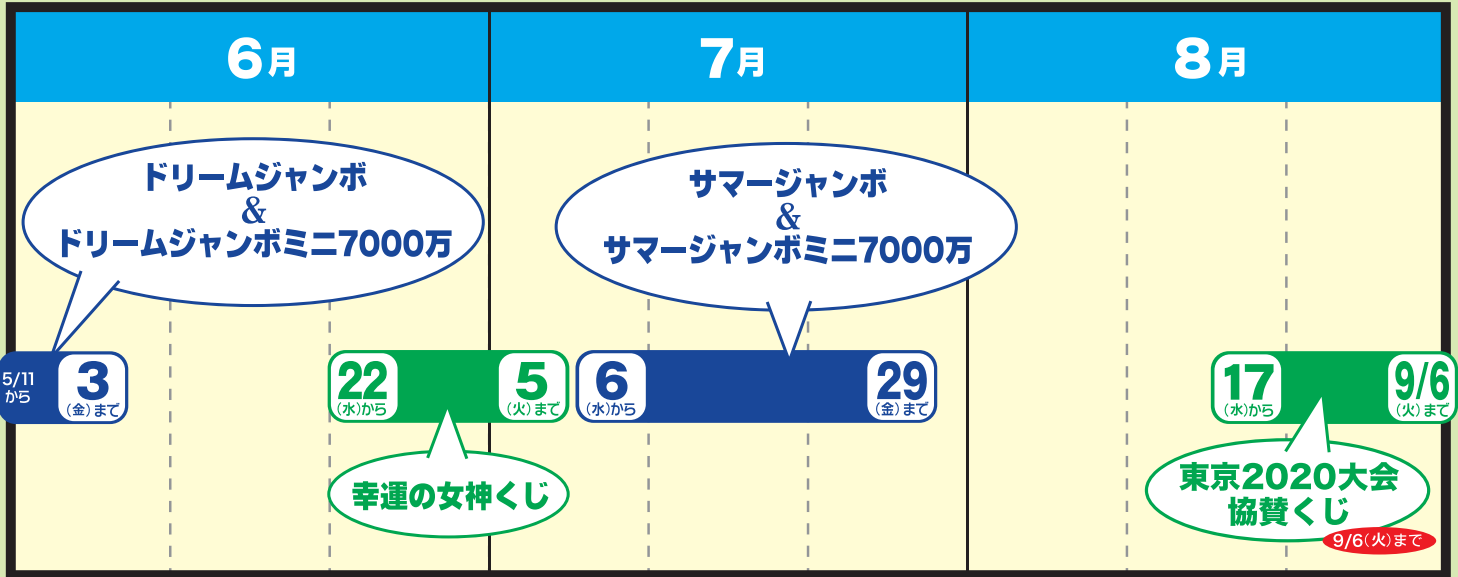 6月
7月
8月
ドリームジャンボ
&
ドリームジャンボミニ7000万
サマージャンボ
&
サマージャンボミニ7000万
5/11
から
3
(金)まで
22
(水)から
5
(火)まで
6
(水)から
29
(金)まで
17
(水)から
9/6
(火)まで
幸運の女神くじ
東京2020大会
協賛くじ
9/6(火)まで